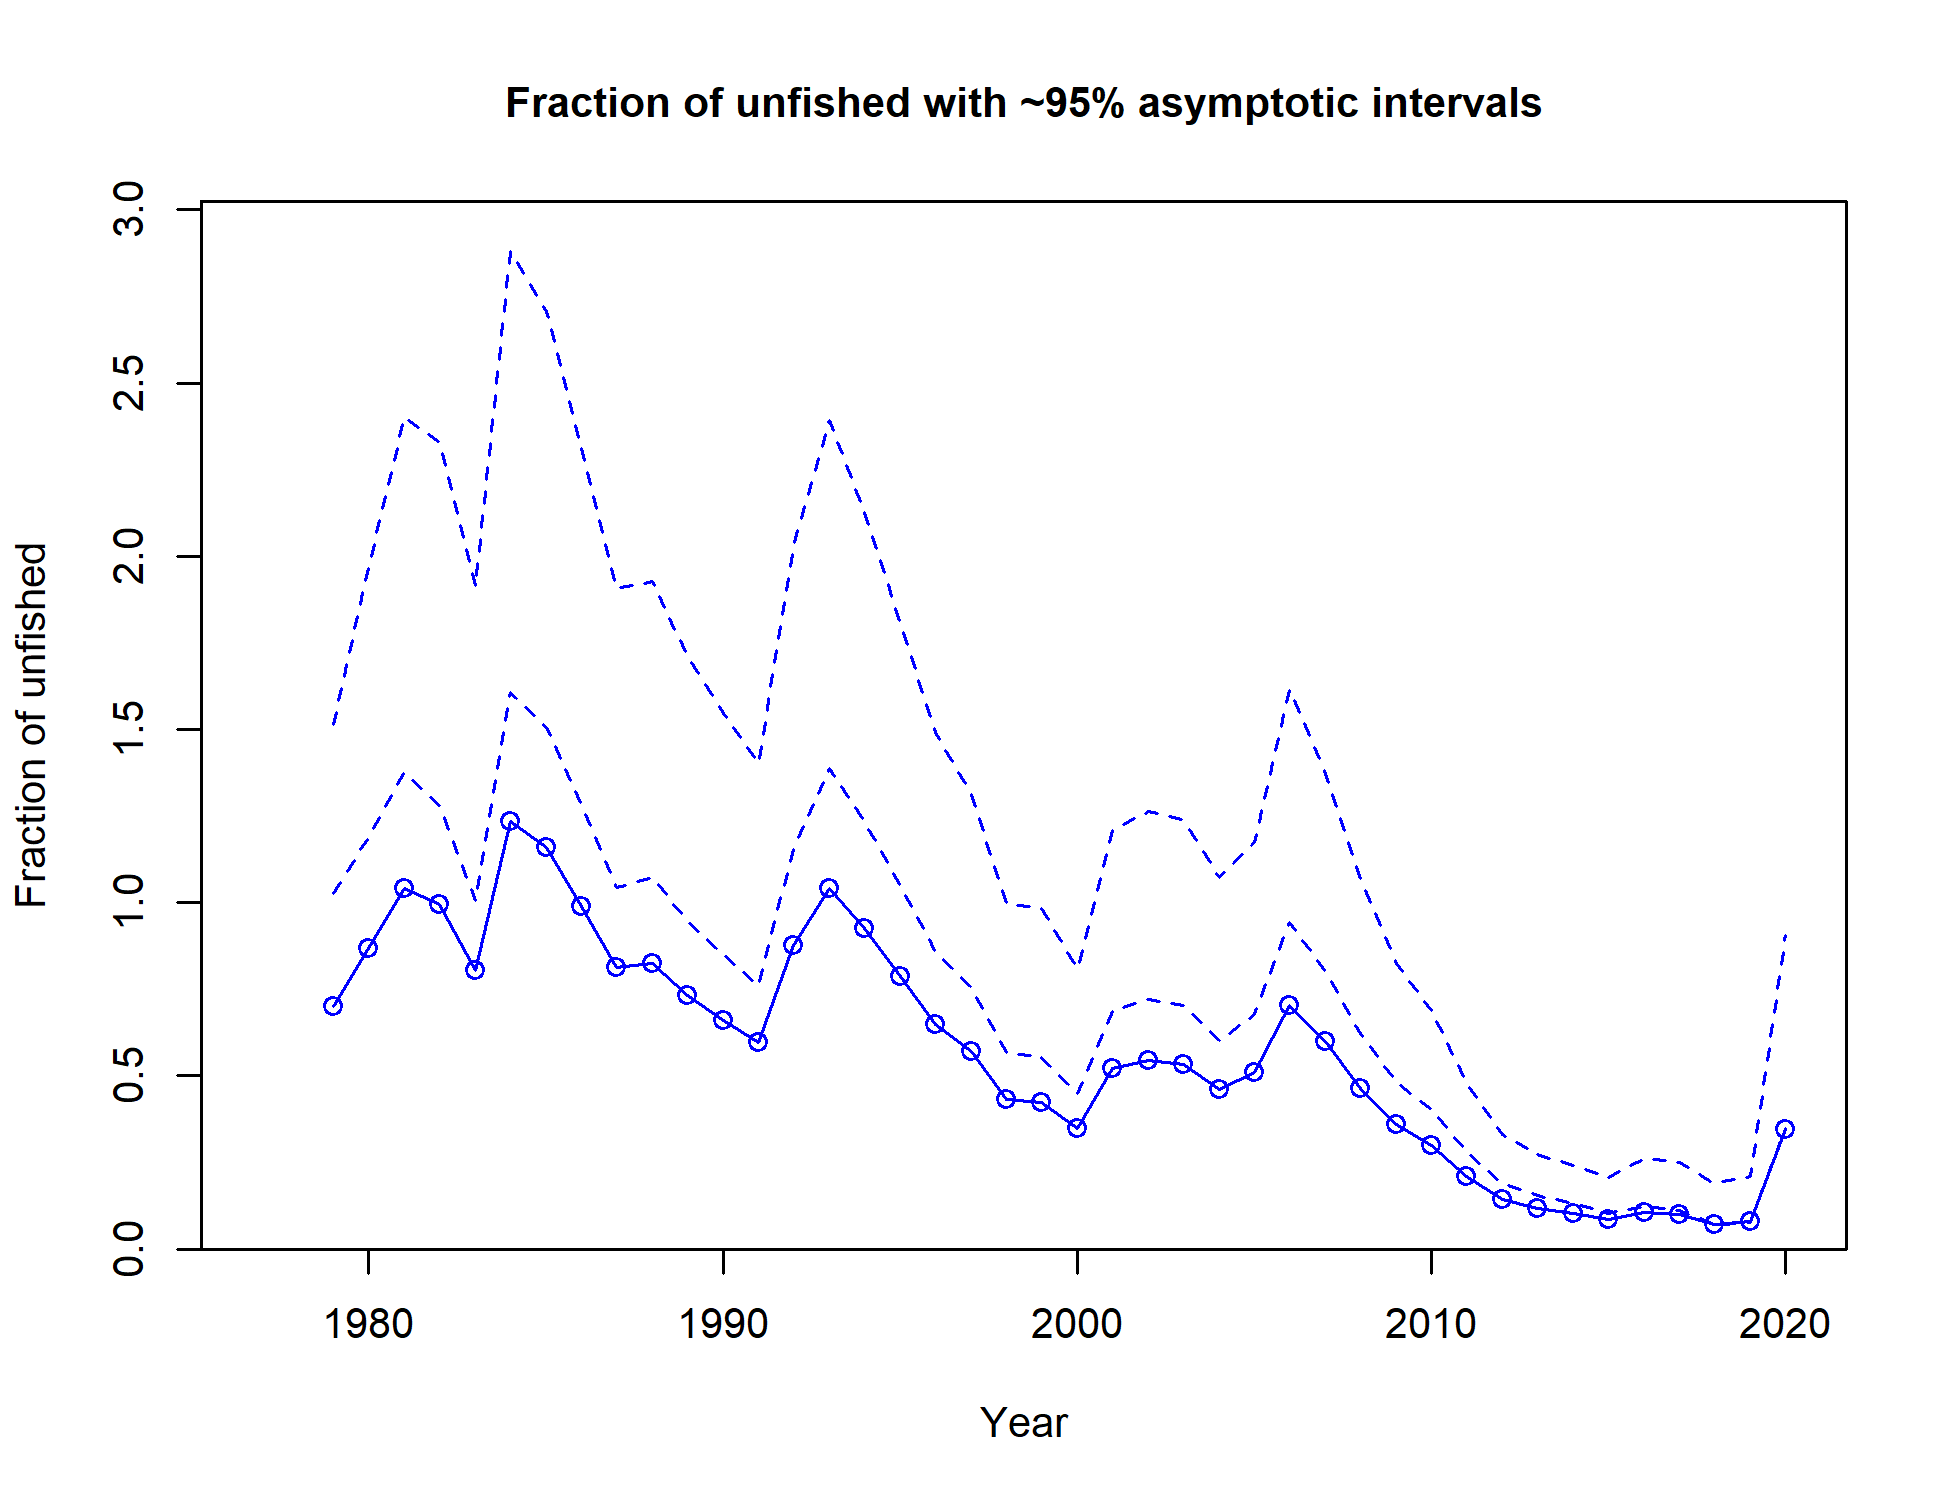 Fraction of unfished with ~95% asymptotic intervals
Fraction of unfished
3.0
2.5
2.0
1.5
1.0
0.5
0.0
1980 1990 2000 2010 2020
Year